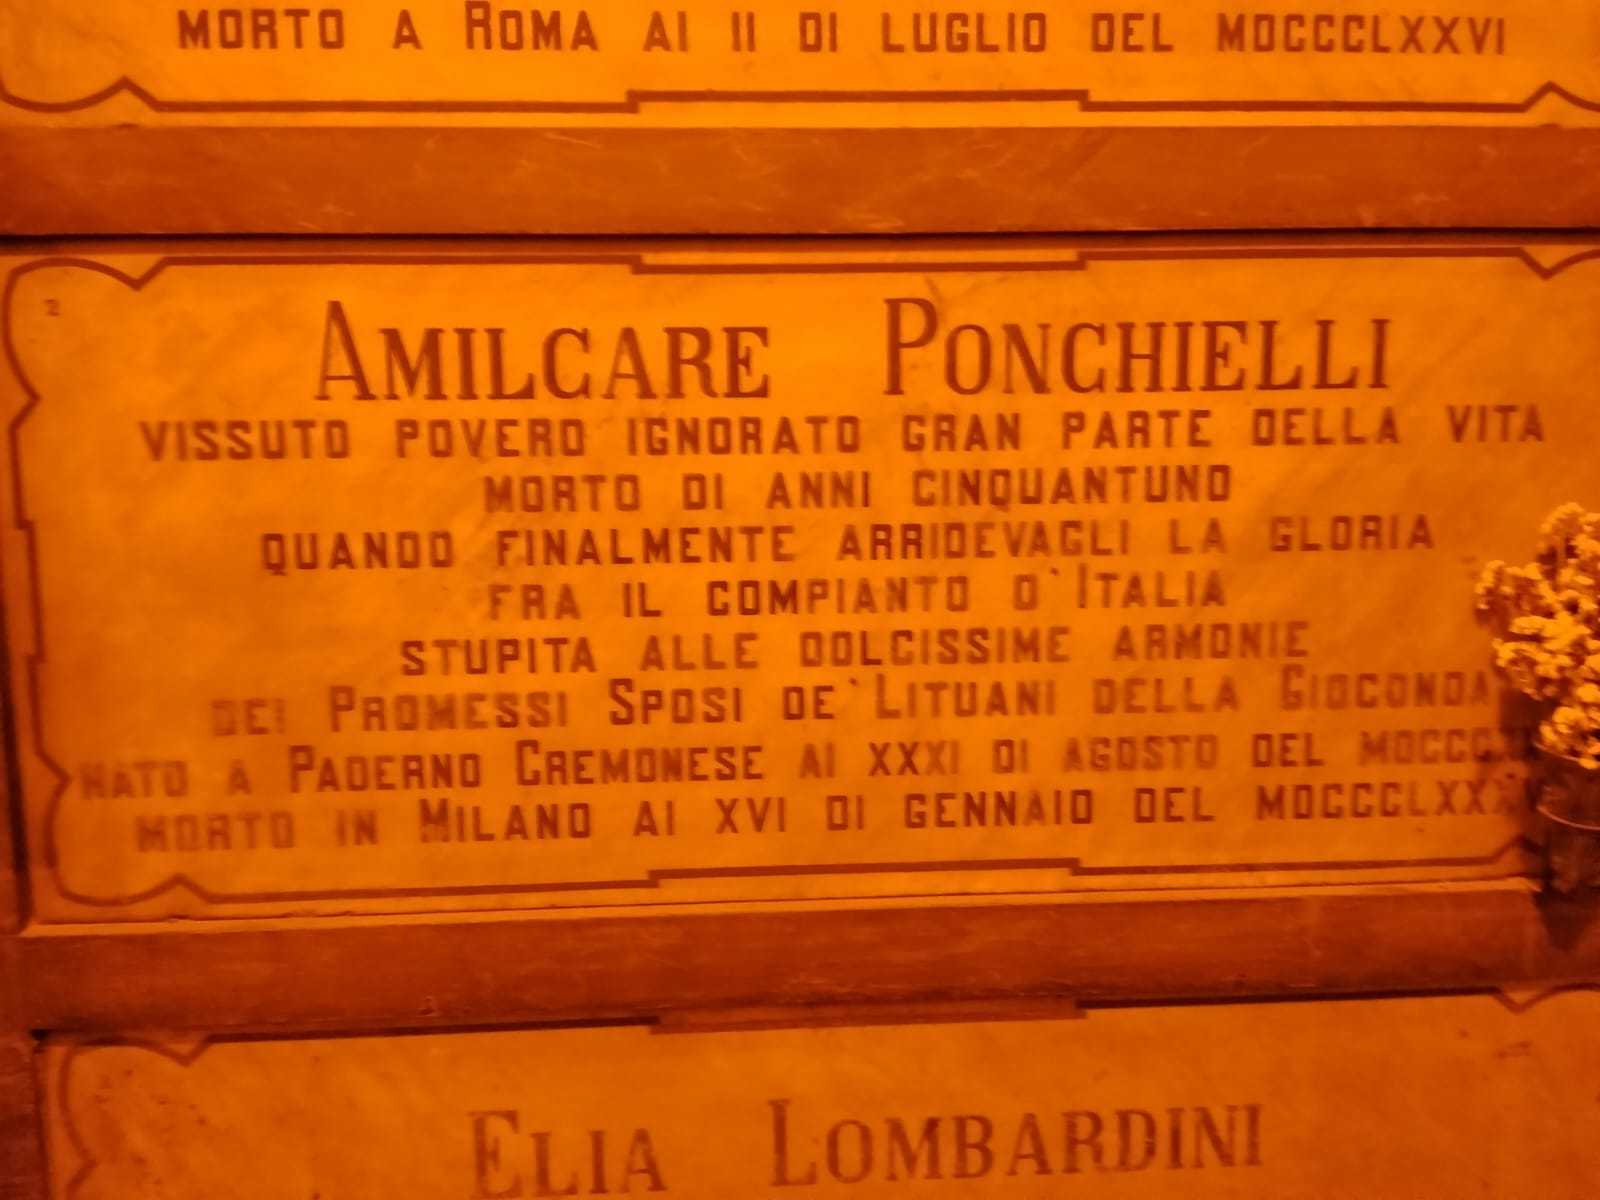 MORTO A ROMA AI II DI LUGLIO DEL MDCCCLXXVI
2
AMILCARE PONCHIELLI
VISSUTO POVERO IGNORATO GRAN PARTE DELLA VITA
MORTO DI ANNI CINQUANTUNO
QUANDO FINALMENTE ARRIDEVAGLI LA GLORIA
FRA IL COMPIANTO D'ITALIA
STUPITA ALLE DOLCISSIME ARMONIE
DEI PROMESSI SPOSI DE' LITUANI DELLA GIOCONDA
NATO A PADERNO CREMONESE AI XXXI DI AGOSTO DEL
MORTO IN MILANO AI XVI DI GENNAIO DEL
ELIA LOMBARDINI